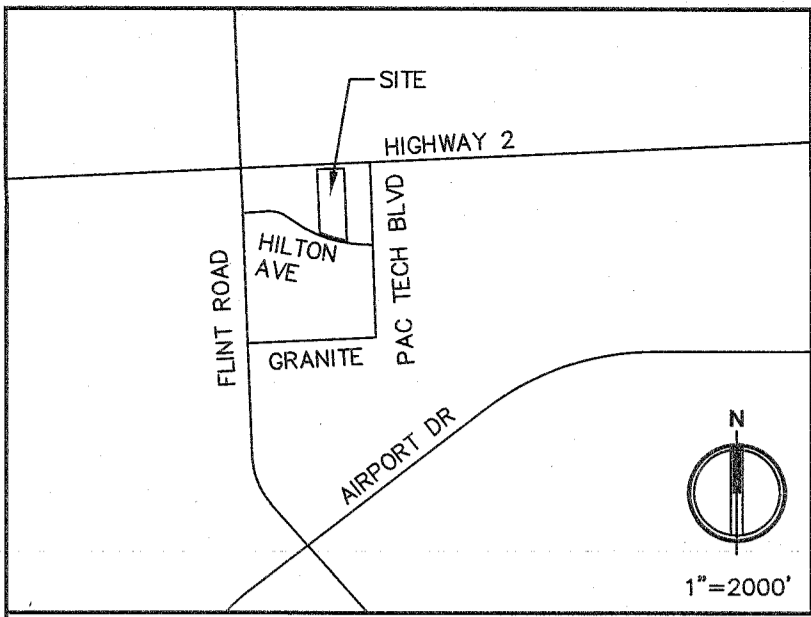 SITE
HIGHWAY 2
PAC TECH BLVD
HILTON
AVE
FLINT ROAD
GRANITE
AIRPORT DR
N
1"=2000'